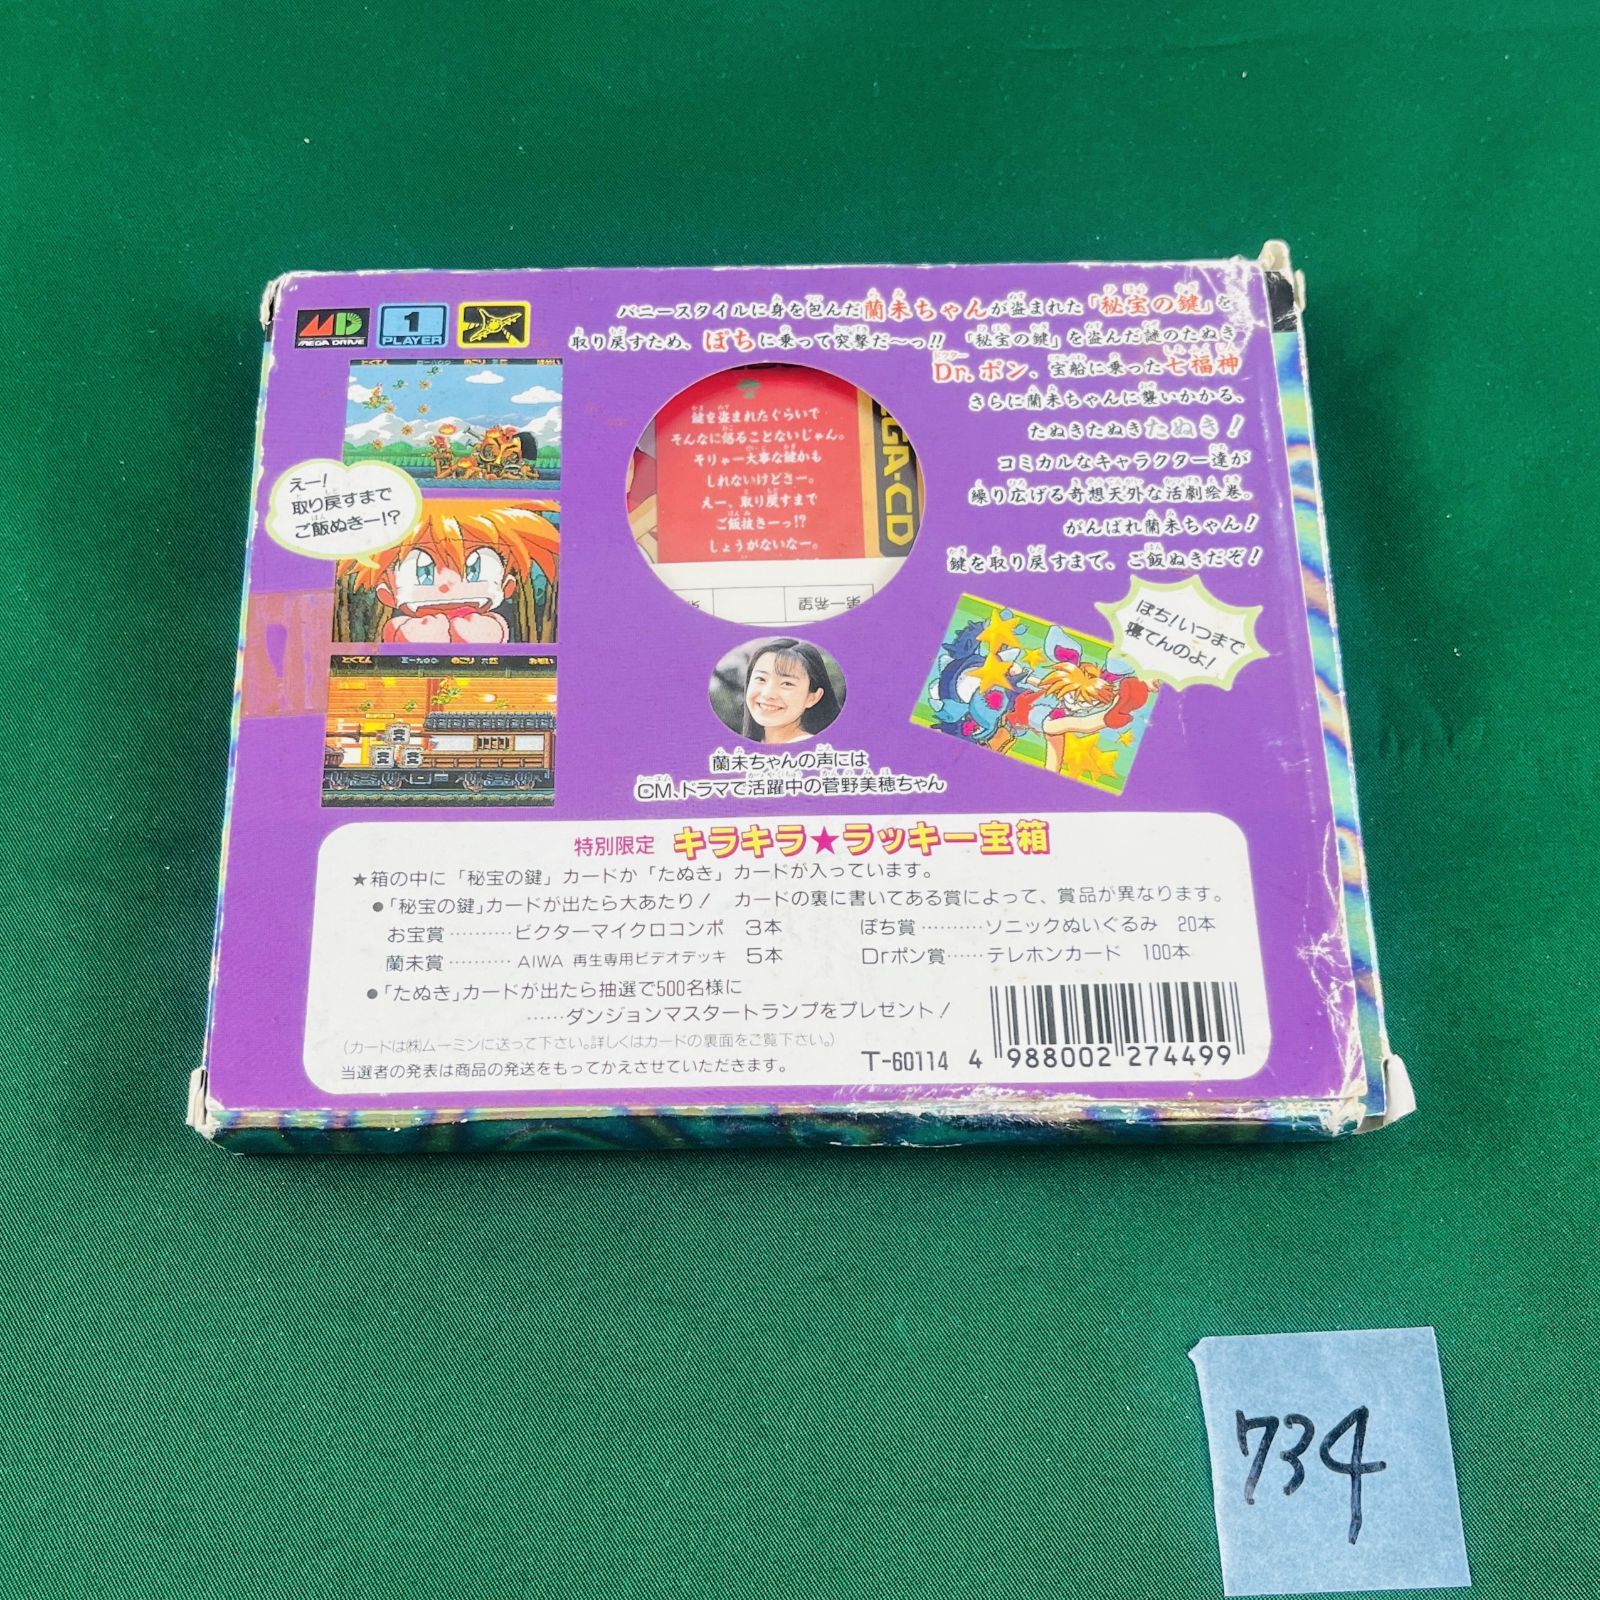 MEGA DRIVE
1
PLAYER
バニースタイルに身を包んだ蘭未ちゃんが盗まれた「秘宝の鍵」を
取り戻すため、ぽちに乗って突撃だ〜っ!! 「秘宝の鍵」を盗んだ謎のたぬき
Dr.ポン、宝船に乗った七福神
さらに蘭未ちゃんに襲いかかる、
たぬきたぬきたぬき!
コミカルなキャラクター達が
繰り広げる奇想天外な活劇絵巻。
がんばれ蘭未ちゃん!
鍵を取り戻すまで、ご飯ぬきだぞ!
えー!
取り戻すまで
ご飯ぬきー!?
鍵を盗まれたぐらいで
そんなに怒ることないじゃん。
そりゃー大事な鍵かも
しれないけどさー。
えー、取り戻すまで
ご飯抜きーっ!?
しょうがないなー。
EGA-CD
第一希望
ぽち!いつまで
寝てんのよ!
蘭未ちゃんの声には
CM、ドラマで活躍中の菅野美穂ちゃん
特別限定 キラキラ★ラッキー宝箱
★箱の中に「秘宝の鍵」カードか「たぬき」カードが入っています。
●「秘宝の鍵」カードが出たら大あたり! カードの裏に書いてある賞によって、賞品が異なります。
お宝賞‥‥‥‥‥ビクターマイクロコンポ 3本 ぽち賞‥‥‥‥‥ソニックぬいぐるみ 20本
蘭未賞‥‥‥‥‥AIWA 再生専用ビデオデッキ 5本 Drポン賞‥‥‥テレホンカード 100本
●「たぬき」カードが出たら抽選で500名様に
‥‥‥ダンジョンマスタートランプをプレゼント!
(カードは㈱ムーミンに送って下さい。詳しくはカードの裏面をご覧下さい。)
当選者の発表は商品の発送をもってかえさせていただきます。
T-60114 4 988002 274499
734